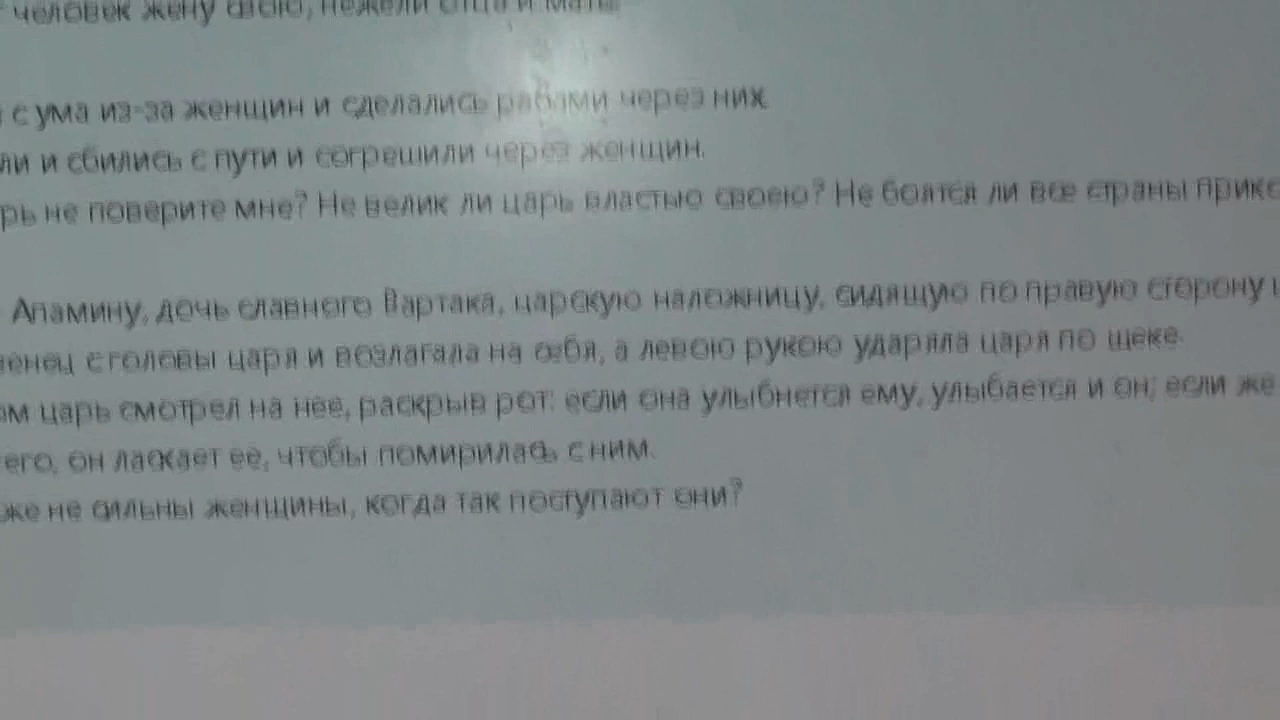 человек жену свою, нежели отца и мать.
с ума из-за женщин и сделались рабами через них.
ли и сбились с пути и согрешили через женщин.
рь не поверите мне? Не велик ли царь властью своею? Не боятся ли все страны прикос
Апамину, дочь славного Вартака, царскую наложницу, сидящую по правую сторону ц
енец с головы царя и возлагала на себя, а левою рукою ударяла царя по щеке.
ом царь смотрел на нее, раскрыв рот: если она улыбнется ему, улыбается и он; если же
его, он ласкает ее, чтобы помирилась с ним.
же не сильны женщины, когда так поступают они?